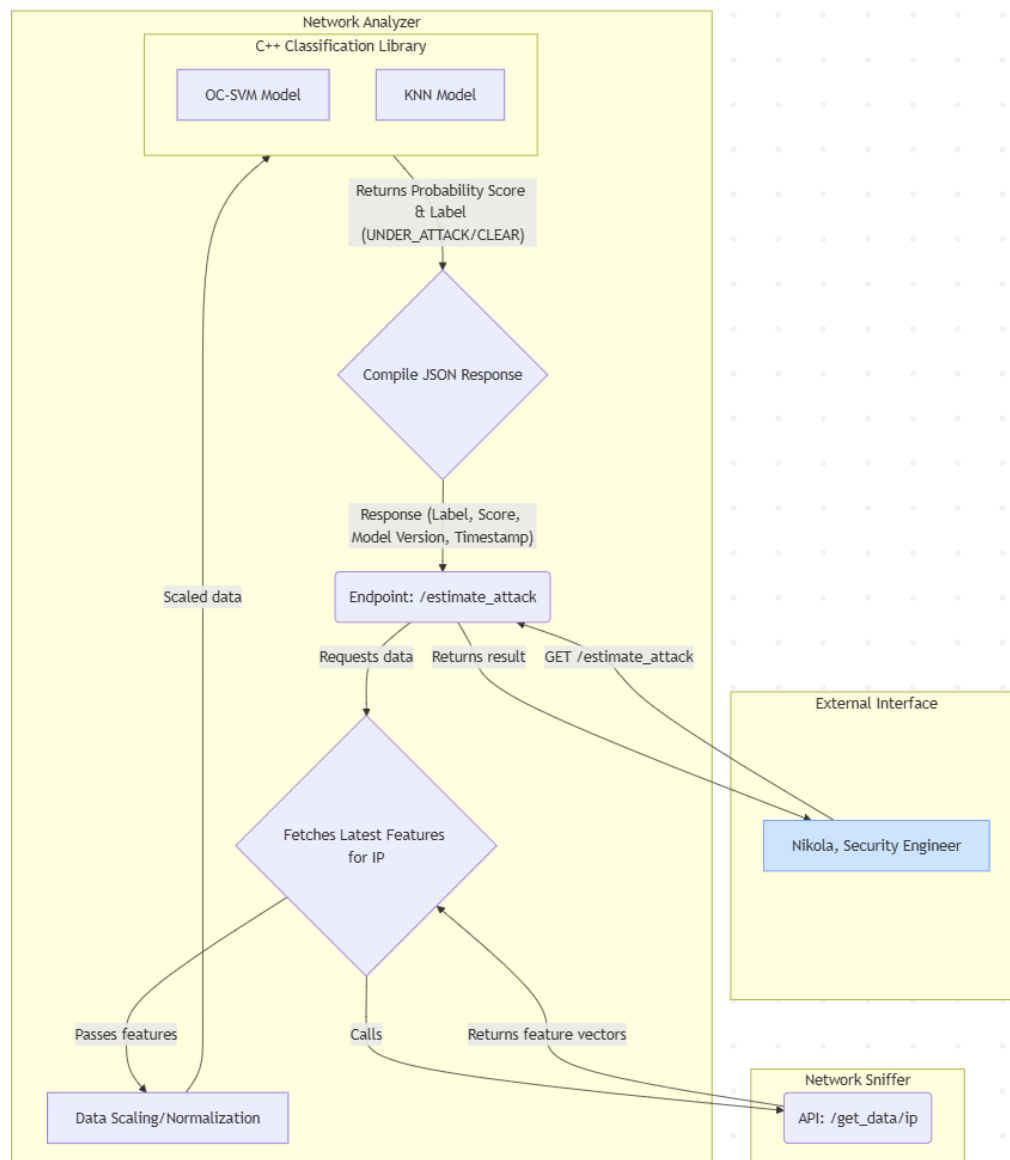 Network Analyzer
C++ Classification Library
OC-SVM Model
KNN Model
Returns Probability Score
& Label
(UNDER_ATTACK/CLEAR)
Compile JSON Response
Response (Label, Score,
Model Version, Timestamp)
Scaled data
Endpoint: /estimate_attack
Requests data
Returns result
GET /estimate_attack
External Interface
Fetches Latest Features
for IP
Nikola, Security Engineer
Passes features
Calls
Returns feature vectors
Network Sniffer
Data Scaling/Normalization
API: /get_data/ip